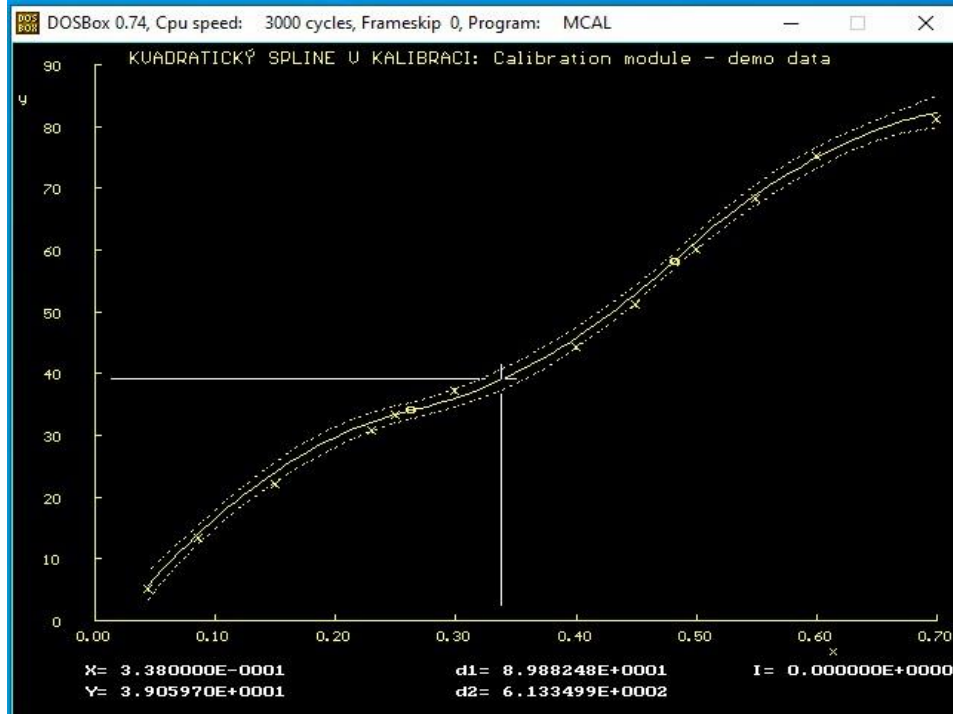 DOS BOX DOSBox 0.74, Cpu speed: 3000 cycles, Frameskip 0, Program: MCAL
KVADRATICKÝ SPLINE V KALIBRACI: Calibration module - demo data
90
y
80
70
60
50
40
30
20
10
0
0.00 0.10 0.20 0.30 0.40 0.50 0.60 0.70
x
X= 3.380000E-0001 d1= 8.988248E+0001 I= 0.000000E+0000
Y= 3.905970E+0001 d2= 6.133499E+0002